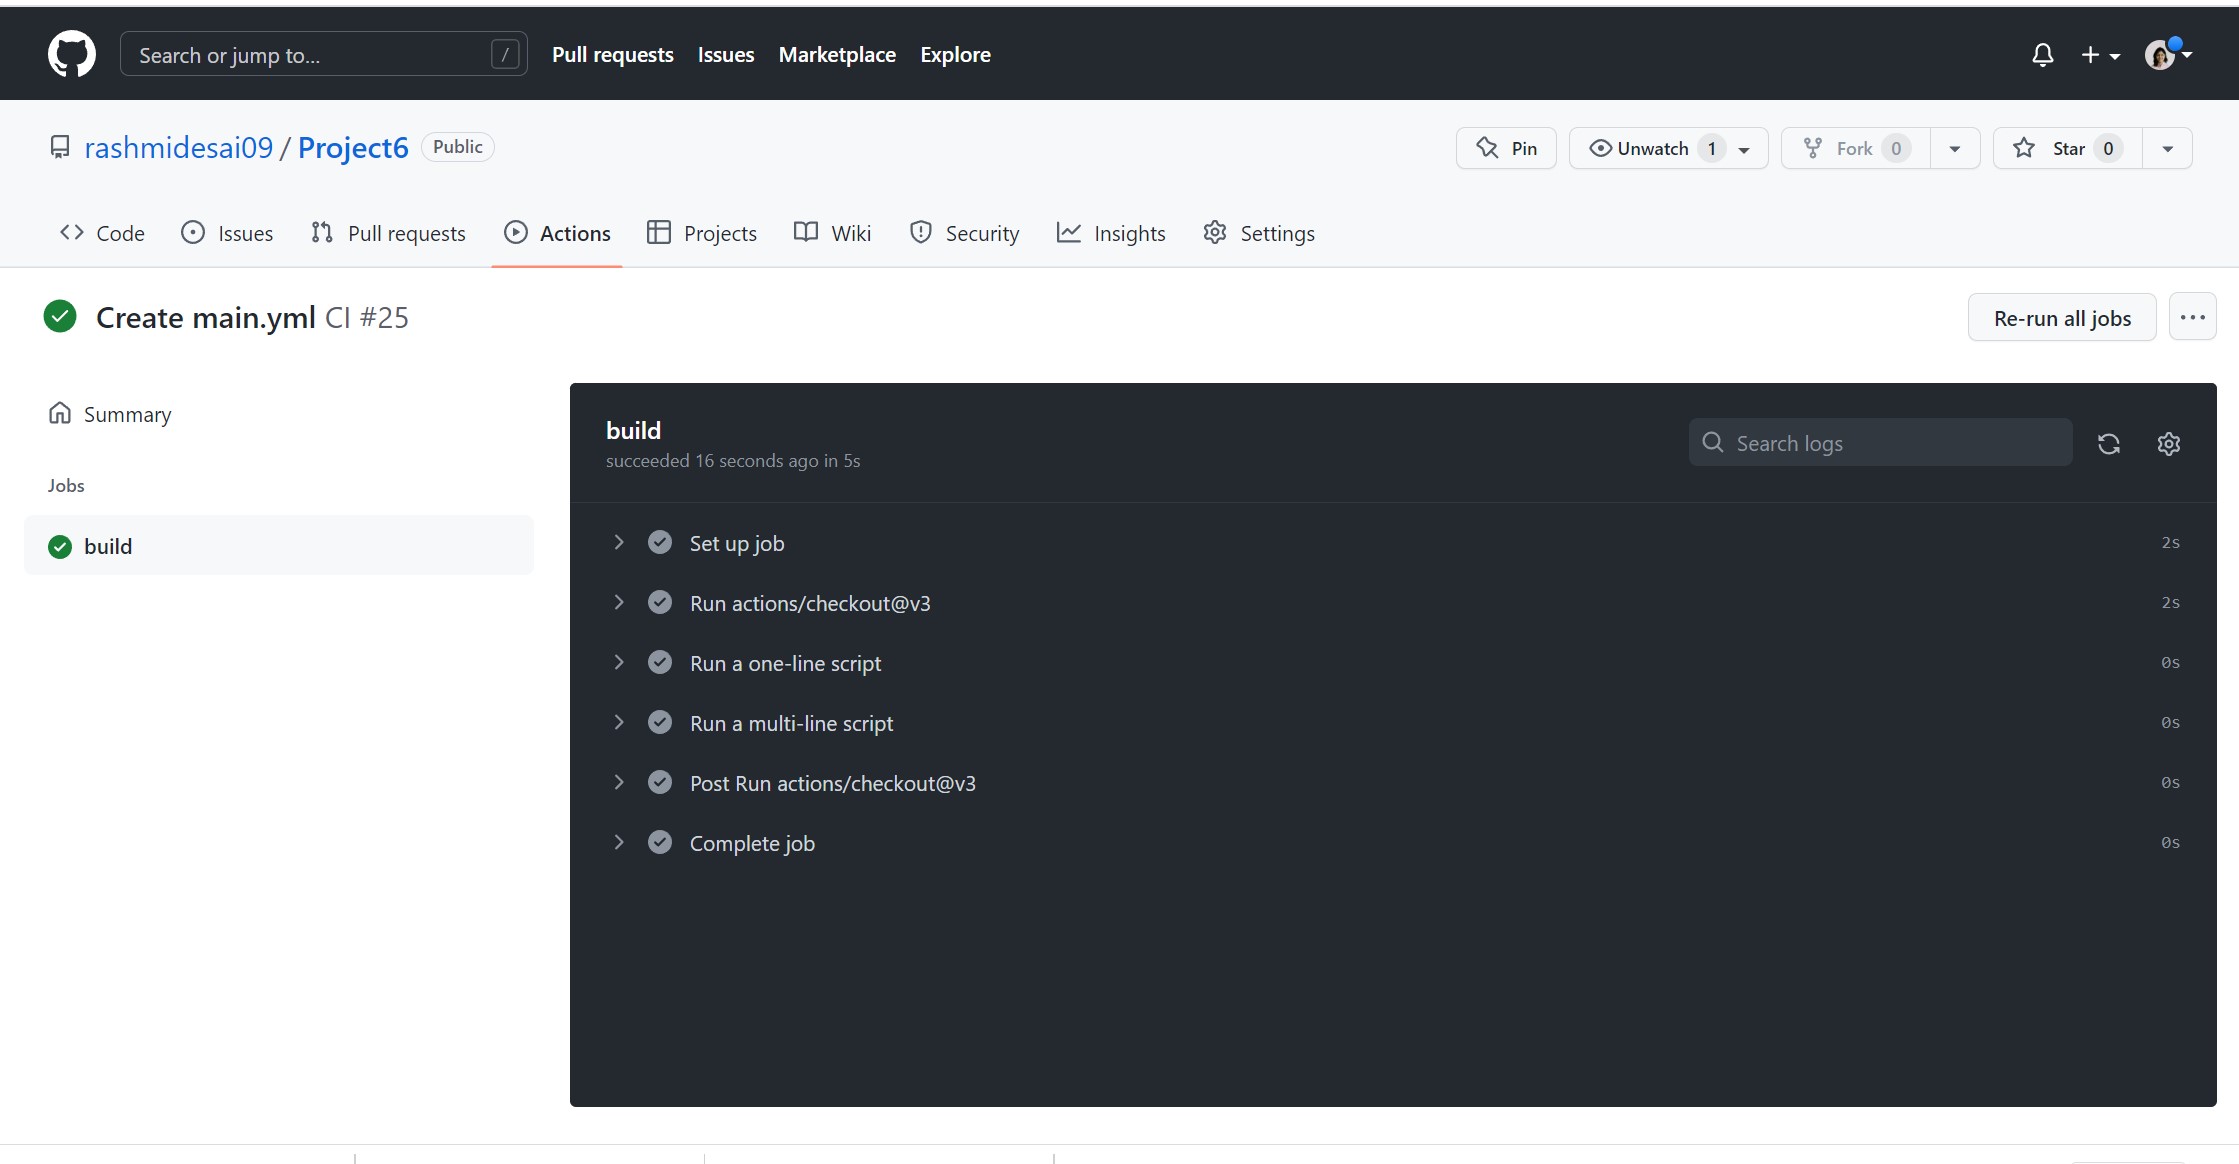 Search or jump to... / Pull requests Issues Marketplace Explore
rashmidesai09 / Project6 Public Pin Unwatch 1 Fork 0 Star 0
Code Issues Pull requests Actions Projects Wiki Security Insights Settings
Create main.yml CI #25 Re-run all jobs
Summary
Jobs
build
build
succeeded 16 seconds ago in 5s
Search logs
Set up job 2s
Run actions/checkout@v3 2s
Run a one-line script 0s
Run a multi-line script 0s
Post Run actions/checkout@v3 0s
Complete job 0s